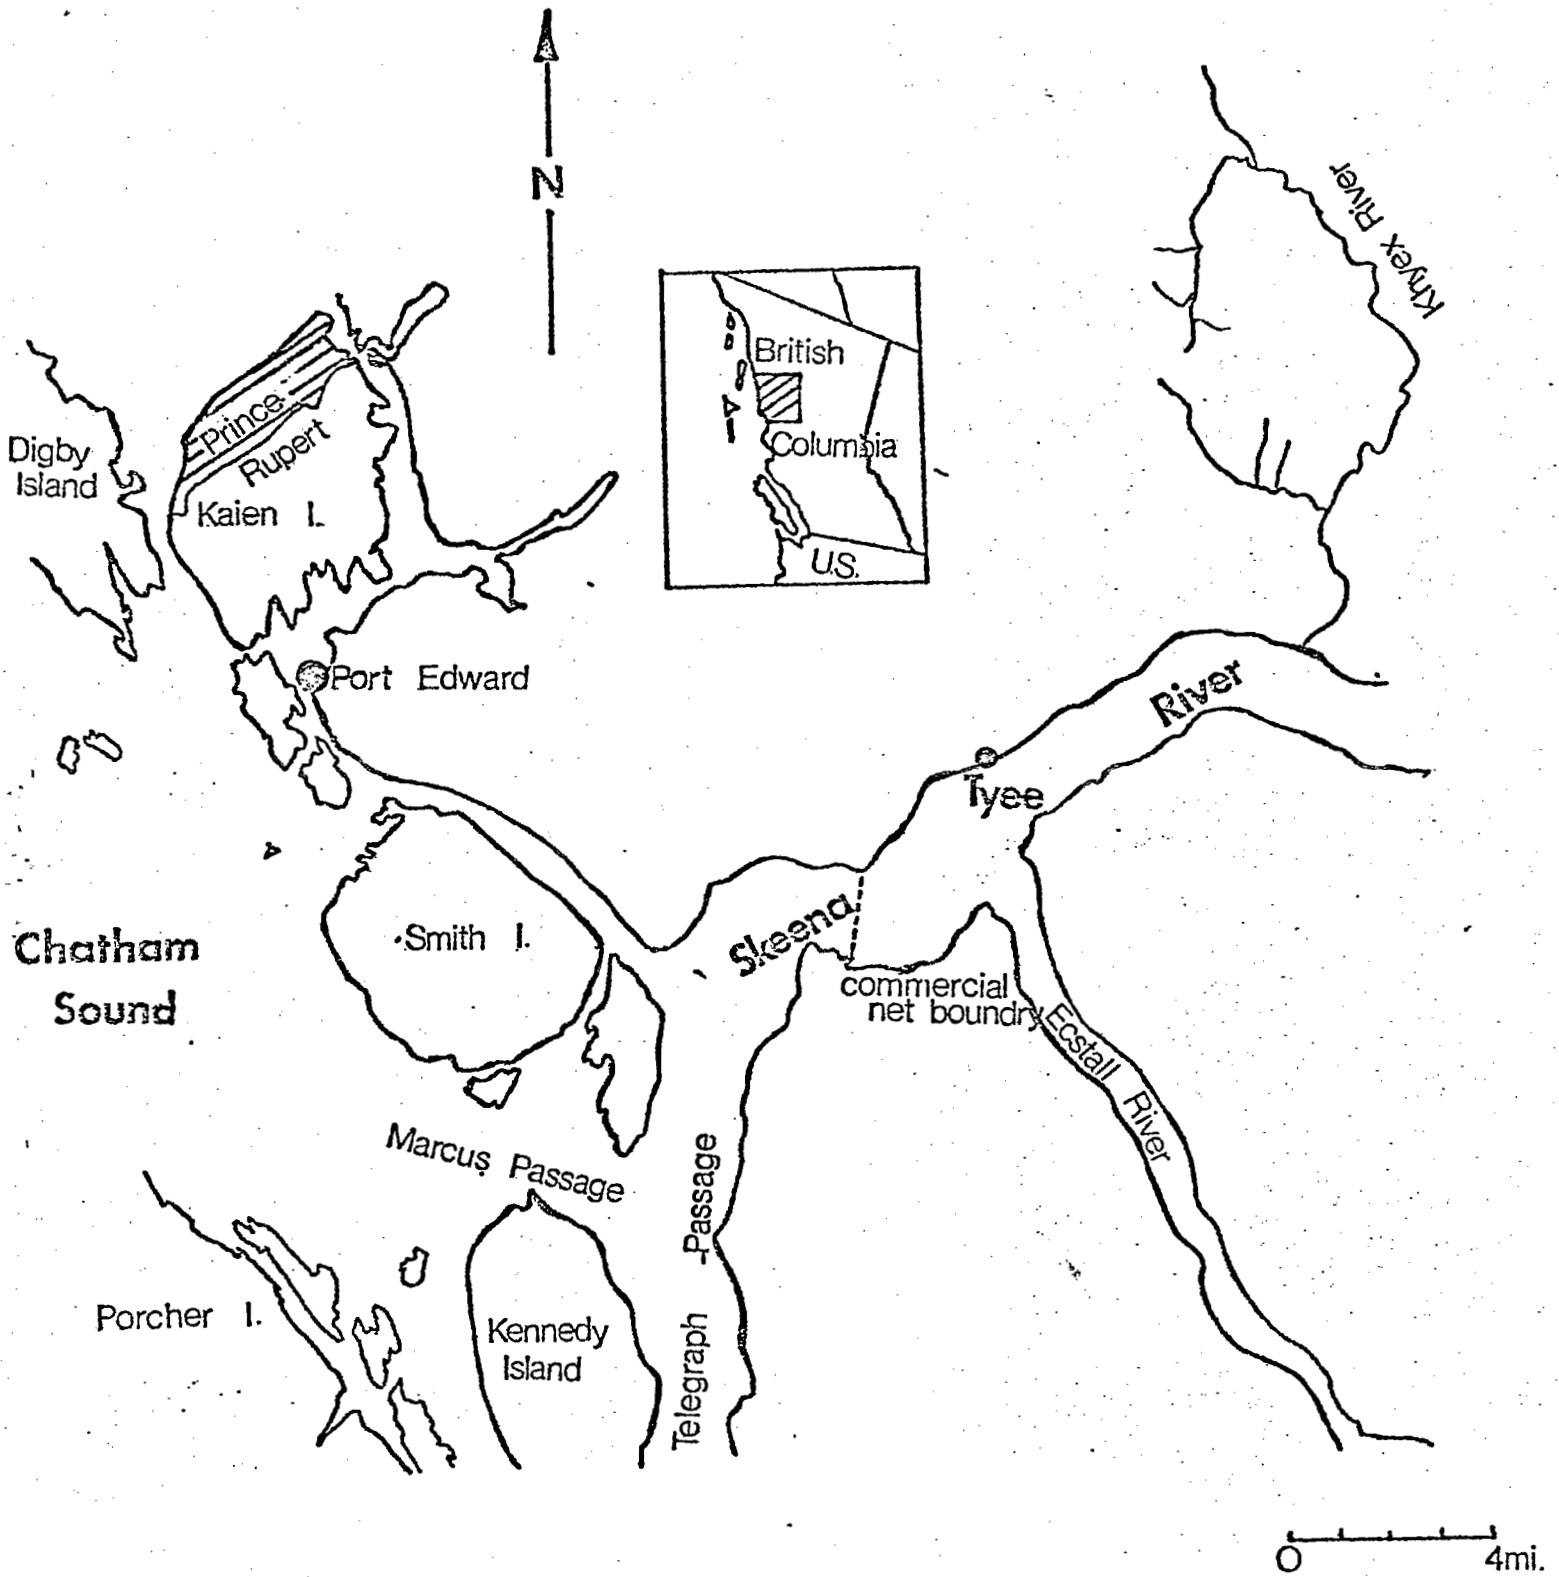 N
Khyex River
British
Columbia
U.S.
Prince
Rupert
Digby
Island
Kaien I.
Port Edward
River
Tyee
Skeena
Smith I.
Chatham
Sound
commercial
net boundry
Ecstall River
Marcus Passage
Telegraph Passage
Porcher I.
Kennedy
Island
0 4mi.